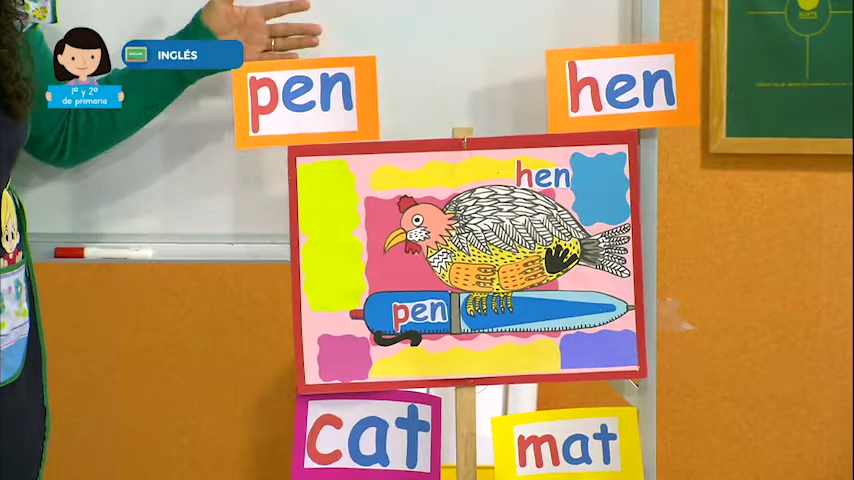 INGLÉS
1º y 2º
de primaria
pen
hen
hen
pen
cat
mat